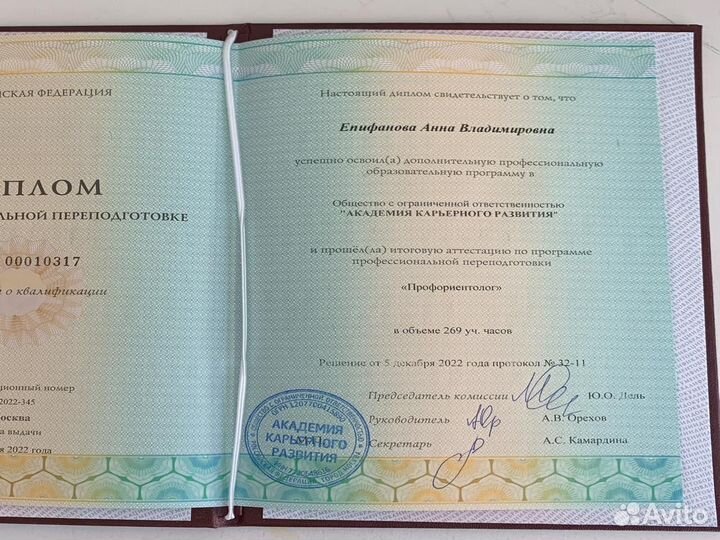 СКАЯ ФЕДЕРАЦИЯ
ПЛОМ
ЛЬНОЙ ПЕРЕПОДГОТОВКЕ
00010317
о квалификации
ционный номер
2022-345
осква
а выдачи
2022 года
Настоящий диплом свидетельствует о том, что
Епифанова Анна Владимировна
успешно освоил(а) дополнительную профессиональную
образовательную программу в
Общество с ограниченной ответственностью
"АКАДЕМИЯ КАРЬЕРНОГО РАЗВИТИЯ"
и прошёл(ла) итоговую аттестацию по программе
профессиональной переподготовки
«Профориентолог»
в объеме 269 уч. часов
Решение от 5 декабря 2022 года протокол № 32-11
Председатель комиссии Ю.О. Дель
Руководитель А.В. Орехов
Секретарь А.С. Камардина
АКАДЕМИЯ
КАРЬЕРНОГО
РАЗВИТИЯ
Avito